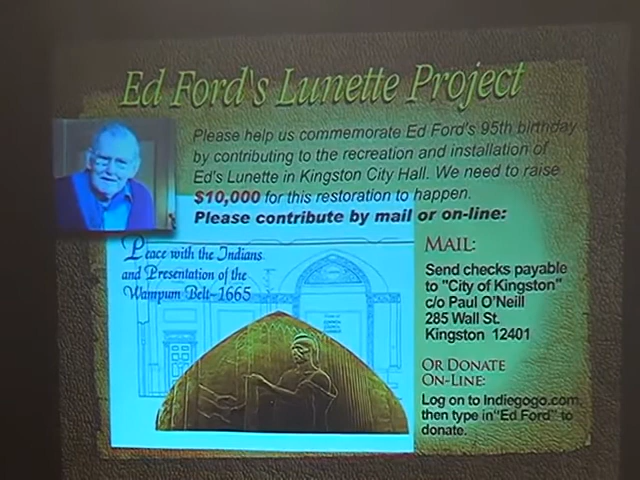 Ed Ford's Lunette Project
Please help us commemorate Ed Ford's 95th birthday
by contributing to the recreation and installation of
Ed's Lunette in Kingston City Hall. We need to raise
$10,000 for this restoration to happen.
Please contribute by mail or on-line:
Peace with the Indians
and Presentation of the
Wampum Belt-1665
MAIL:
Send checks payable
to "City of Kingston"
c/o Paul O'Neill
285 Wall St.
Kingston 12401
OR DONATE
ON-LINE:
Log on to Indiegogo.com,
then type in"Ed Ford" to
donate.